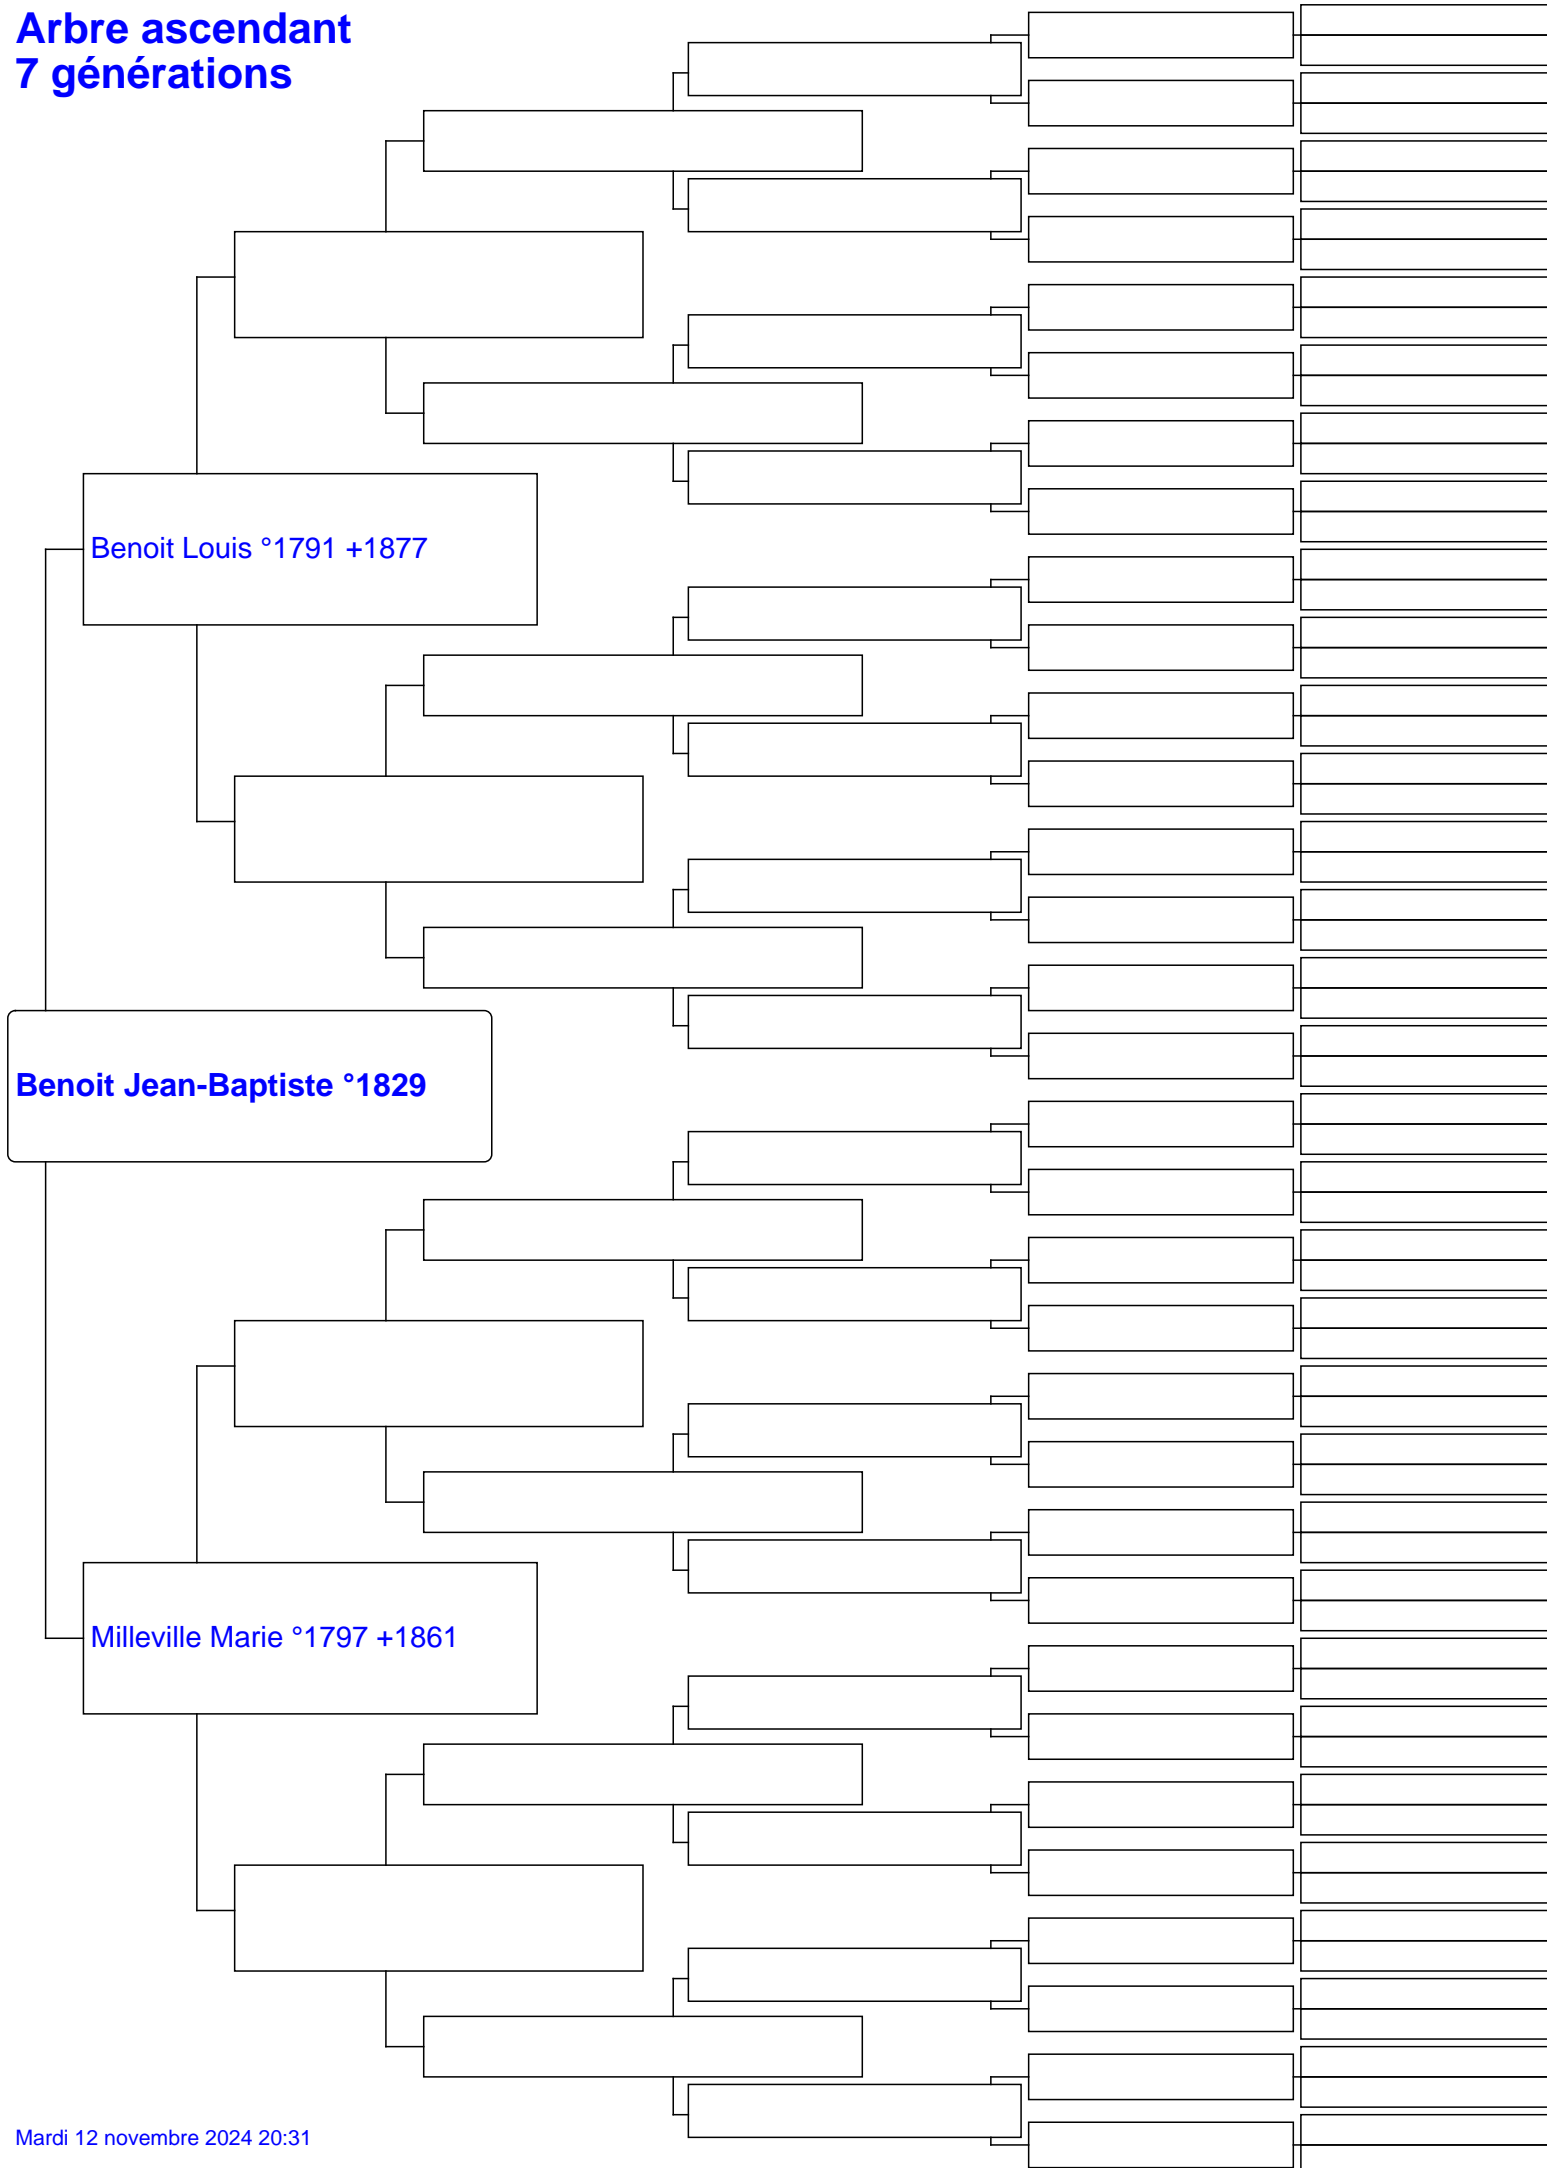 Arbre ascendant
7 générations
Benoit Louis °1791 +1877
Benoit Jean-Baptiste °1829
Milleville Marie °1797 +1861
Mardi 12 novembre 2024 20:31